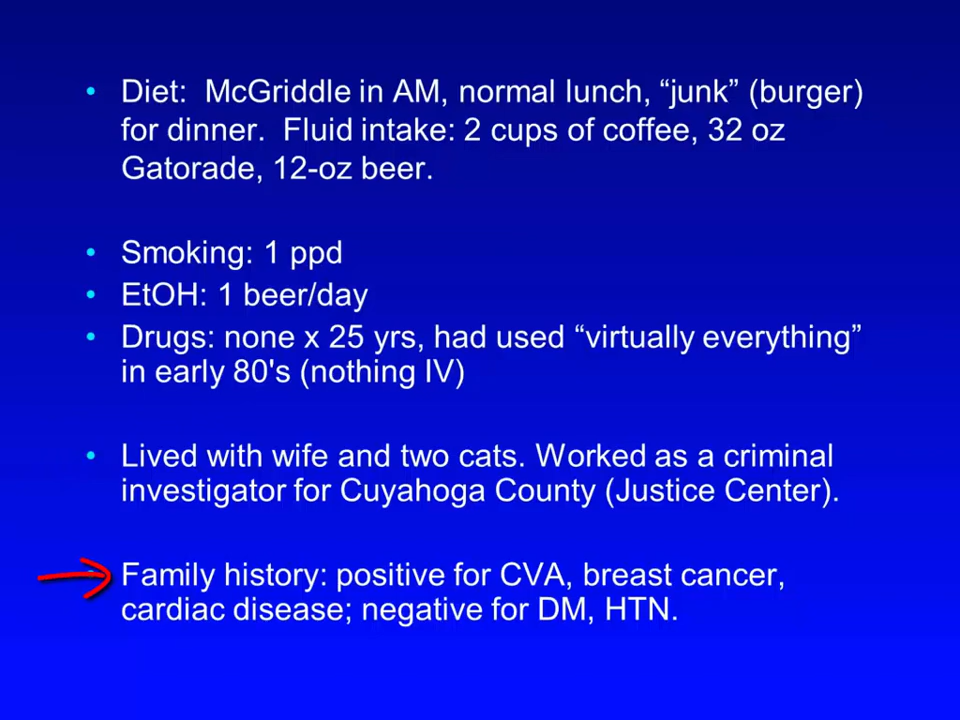 • Diet:  McGriddle in AM, normal lunch, “junk” (burger)
for dinner.  Fluid intake: 2 cups of coffee, 32 oz
Gatorade, 12-oz beer.
• Smoking: 1 ppd
• EtOH: 1 beer/day
• Drugs: none x 25 yrs, had used “virtually everything”
in early 80's (nothing IV)
• Lived with wife and two cats. Worked as a criminal
investigator for Cuyahoga County (Justice Center).
• Family history: positive for CVA, breast cancer,
cardiac disease; negative for DM, HTN.